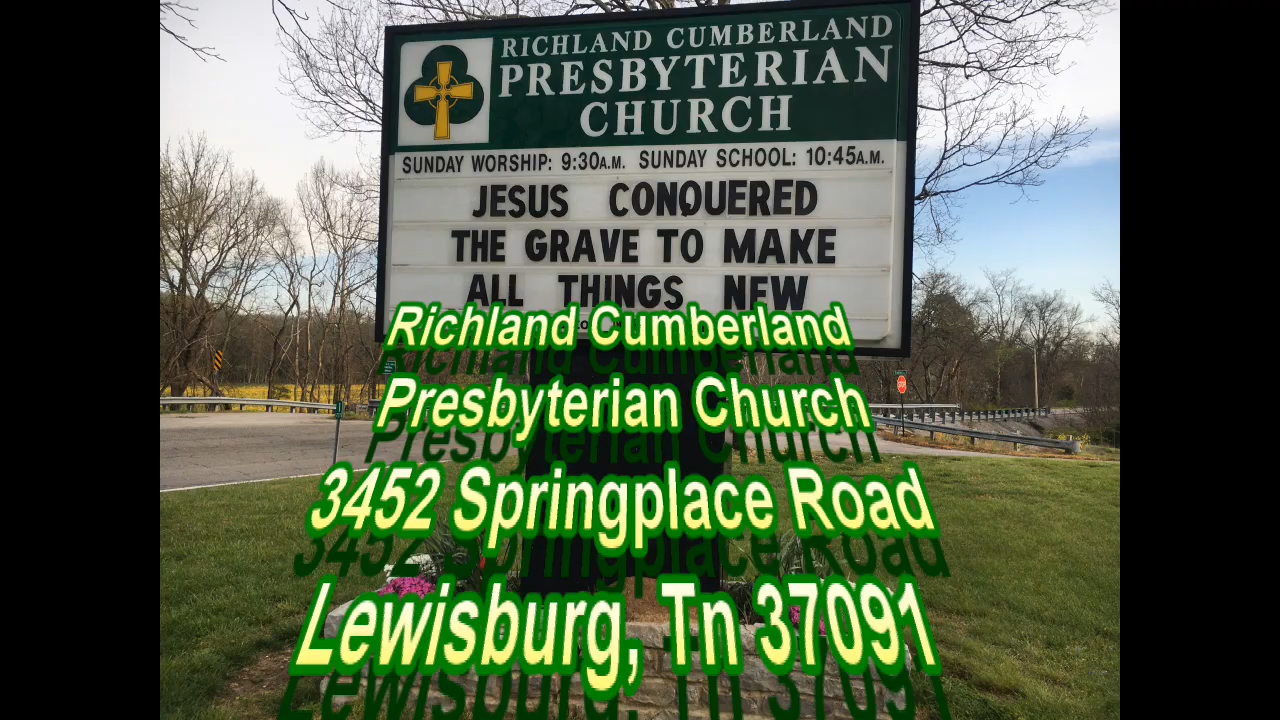 RICHLAND CUMBERLAND
PRESBYTERIAN
CHURCH
SUNDAY WORSHIP: 9:30A.M. SUNDAY SCHOOL: 10:45A.M.
JESUS CONQUERED
THE GRAVE TO MAKE
ALL THINGS NEW
Richland Cumberland
Presbyterian Church
3452 Springplace Road
Lewisburg, Tn 37091